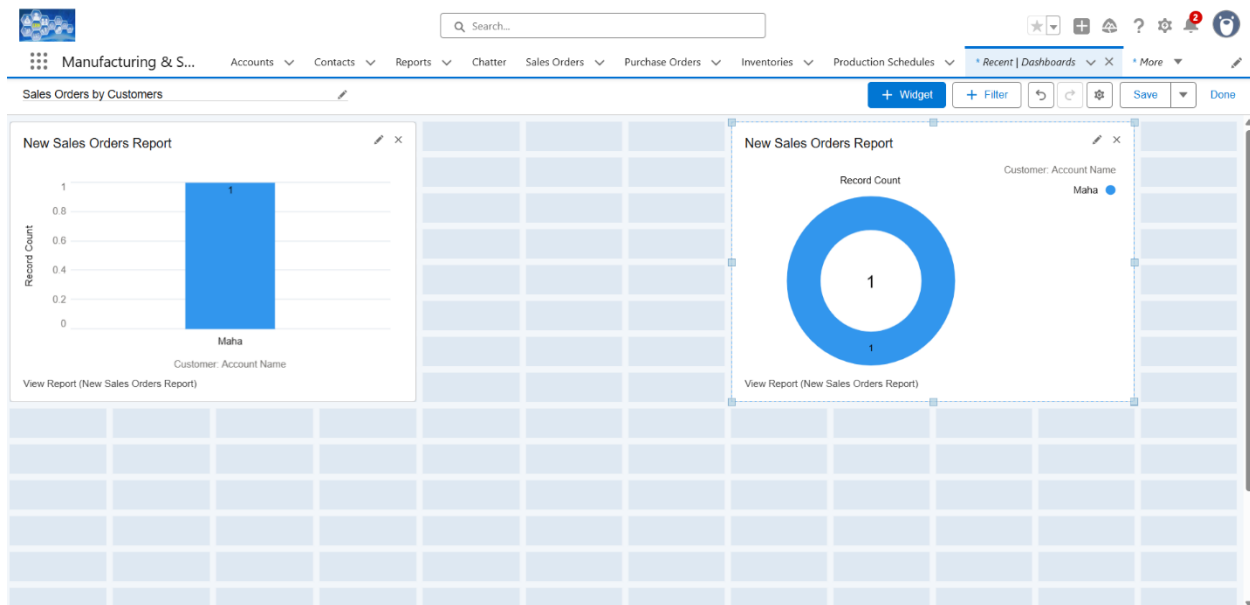 Search...
2
Manufacturing & S...
Accounts
Contacts
Reports
Chatter
Sales Orders
Purchase Orders
Inventories
Production Schedules
* Recent | Dashboards
* More
Sales Orders by Customers
+ Widget
+ Filter
Save
Done
New Sales Orders Report
Record Count
1
0.8
0.6
0.4
0.2
0
1
Maha
Customer: Account Name
View Report (New Sales Orders Report)
New Sales Orders Report
Customer: Account Name
Maha
Record Count
1
1
View Report (New Sales Orders Report)